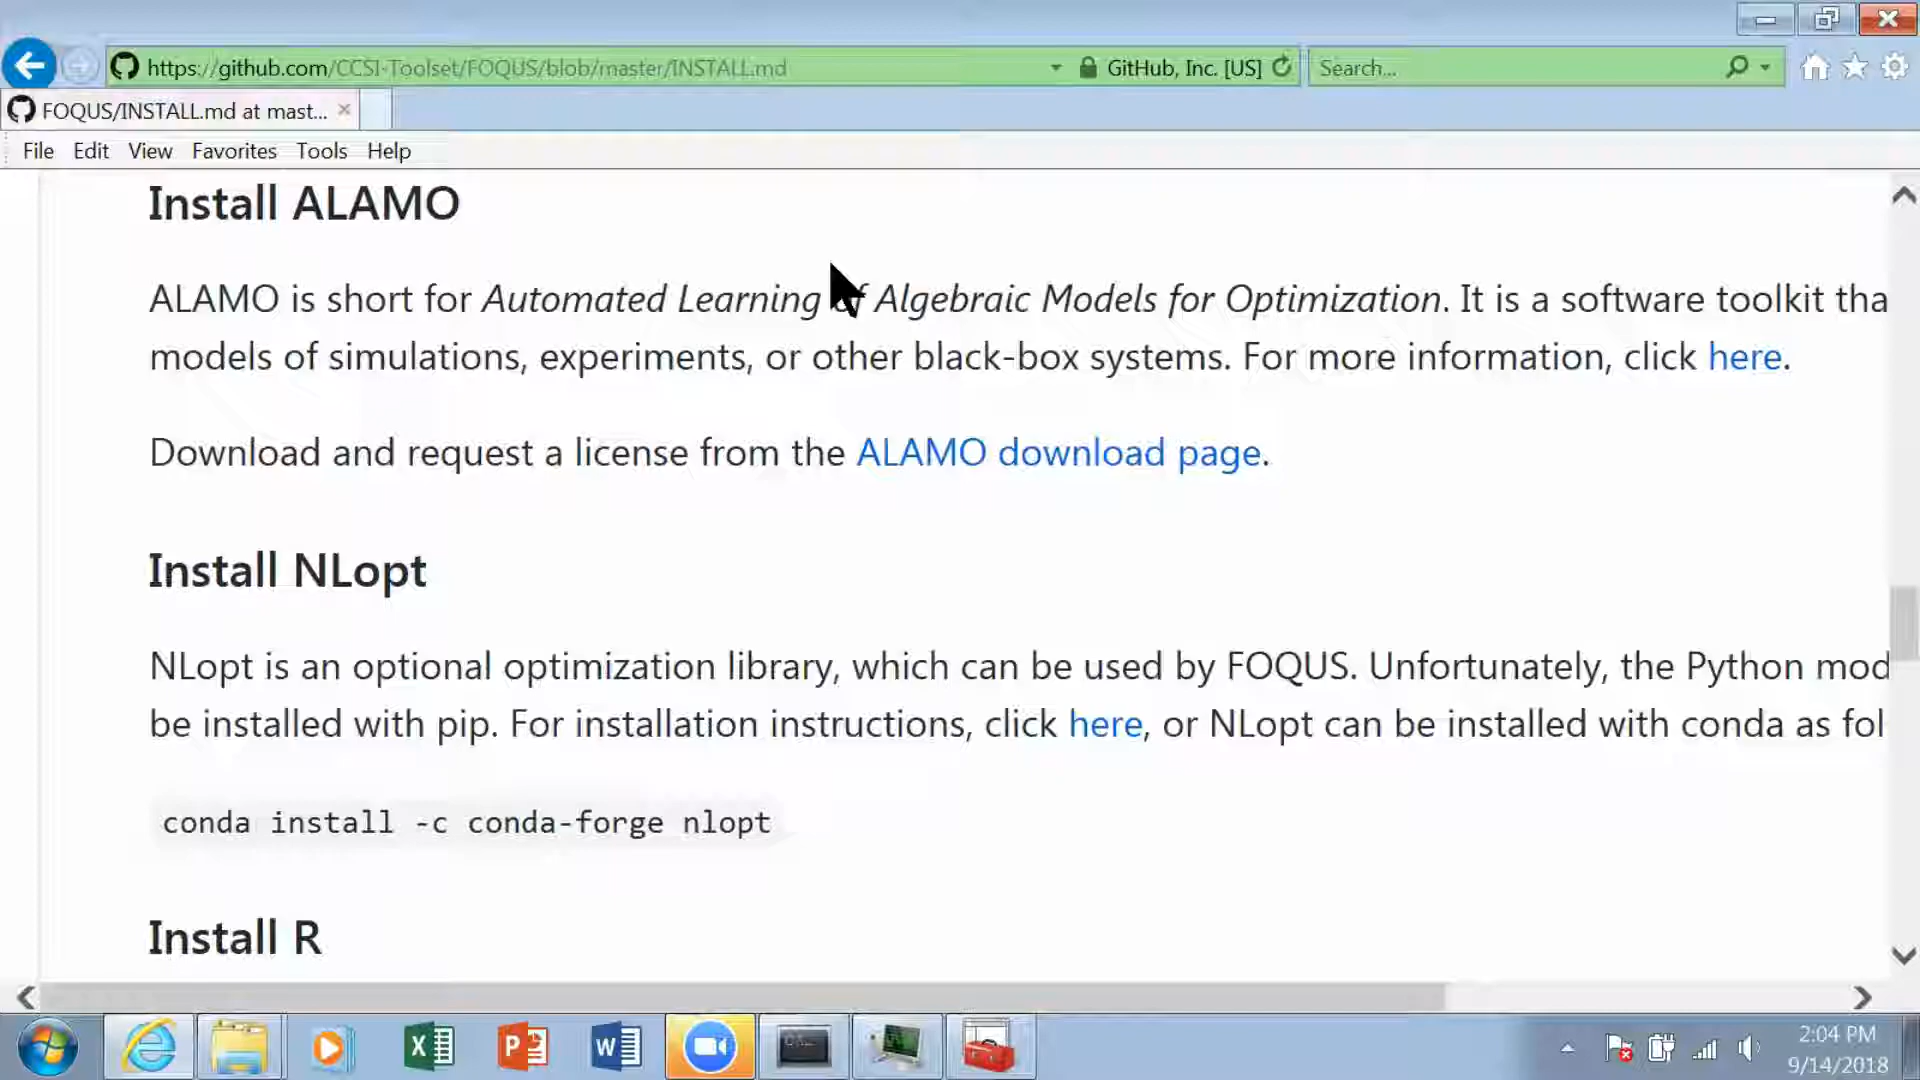 https://github.com/CCSI-Toolset/FOQUS/blob/master/INSTALL.md
GitHub, Inc. [US]
Search...
FOQUS/INSTALL.md at mast...
File Edit View Favorites Tools Help
Install ALAMO
ALAMO is short for Automated Learning of Algebraic Models for Optimization. It is a software toolkit tha
models of simulations, experiments, or other black-box systems. For more information, click here.
Download and request a license from the ALAMO download page.
Install NLopt
NLopt is an optional optimization library, which can be used by FOQUS. Unfortunately, the Python mod
be installed with pip. For installation instructions, click here, or NLopt can be installed with conda as fol
conda install -c conda-forge nlopt
Install R
2:04 PM
9/14/2018